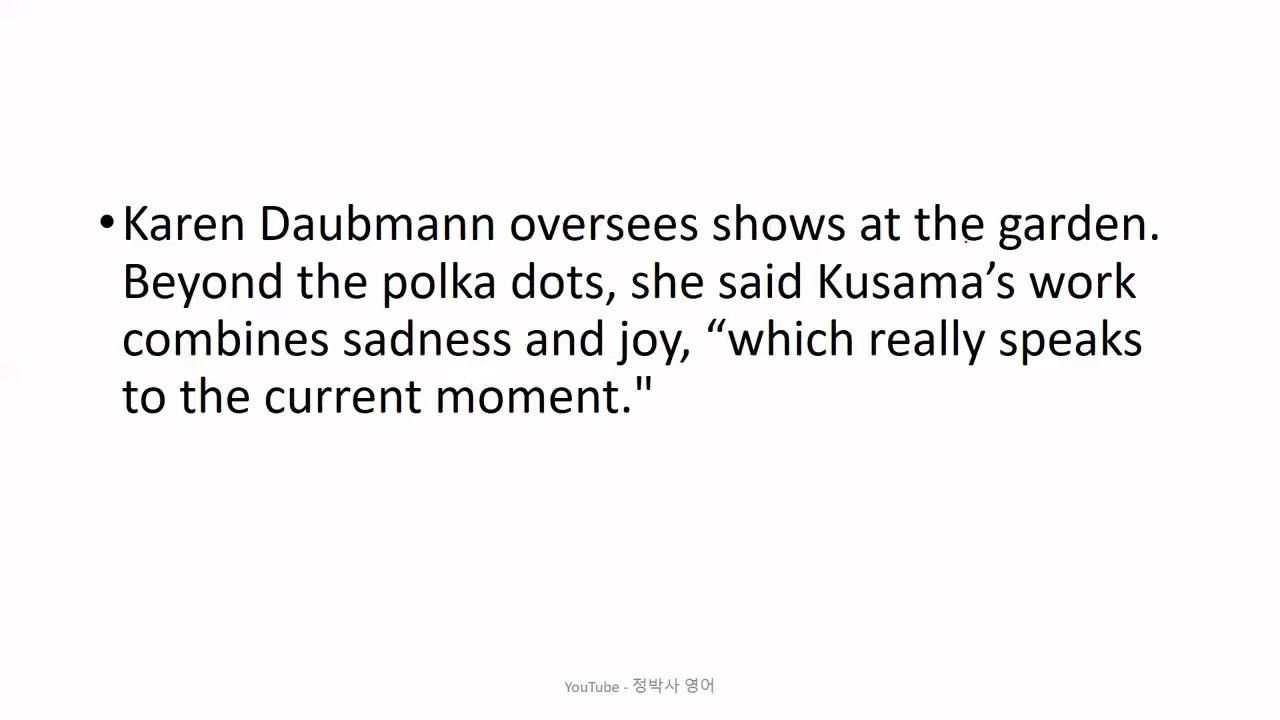 •Karen Daubmann oversees shows at the garden.
Beyond the polka dots, she said Kusama’s work
combines sadness and joy, “which really speaks
to the current moment."
YouTube - 정박사 영어